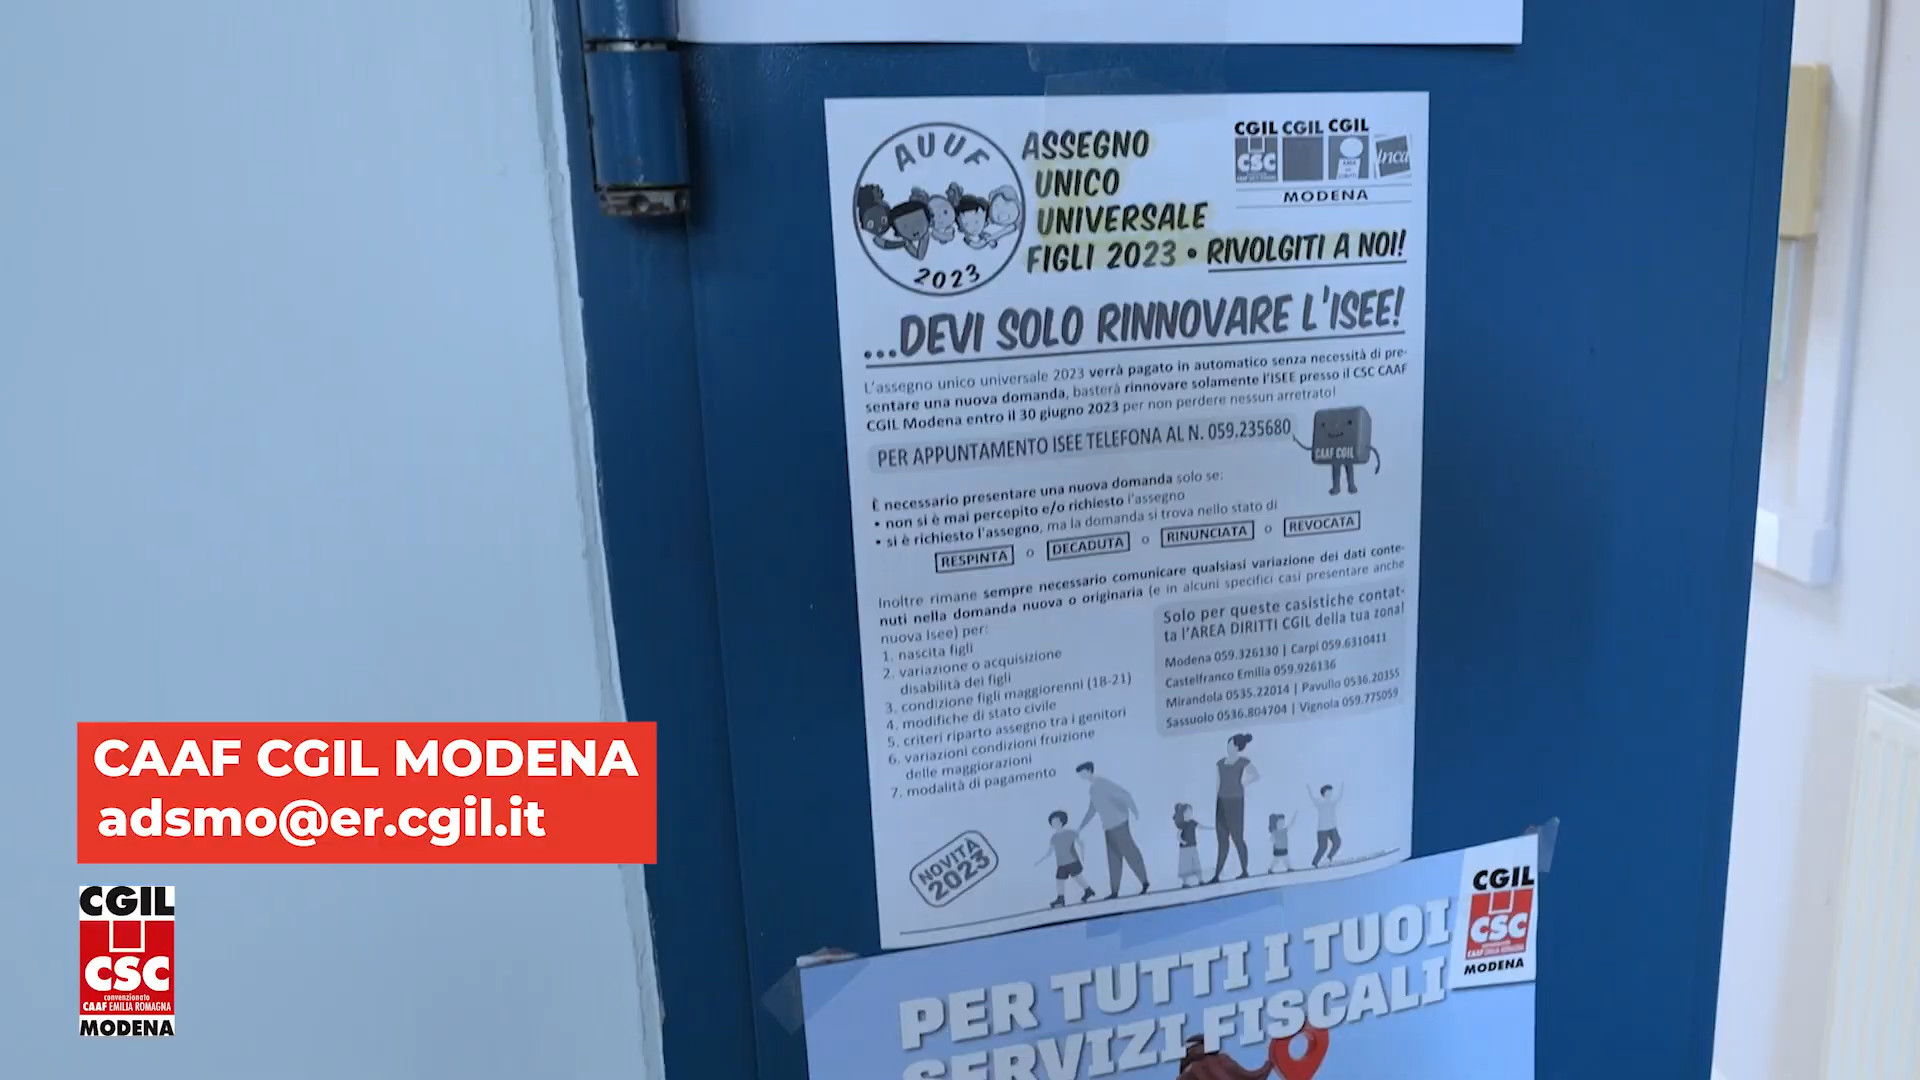 AUUF
2023
ASSEGNO
UNICO
UNIVERSALE
FIGLI 2023 • RIVOLGITI A NOI!
CGIL CGIL CGIL
CSC
inca
MODENA
...DEVI SOLO RINNOVARE L'ISEE!
L'assegno unico universale 2023 verrà pagato in automatico senza necessità di pre-
sentare una nuova domanda, basterà rinnovare solamente l'ISEE presso il CSC CAAF
CGIL Modena entro il 30 giugno 2023 per non perdere nessun arretrato!
PER APPUNTAMENTO ISEE TELEFONA AL N. 059.235680
CAAF CGIL
È necessario presentare una nuova domanda solo se:
• non si è mai percepito e/o richiesto l'assegno
• si è richiesto l'assegno, ma la domanda si trova nello stato di
RESPINTA o DECADUTA o RINUNCIATA o REVOCATA
Inoltre rimane sempre necessario comunicare qualsiasi variazione dei dati conte-
nuti nella domanda nuova o originaria (e in alcuni specifici casi presentare anche
nuova Isee) per:
1. nascita figli
2. variazione o acquisizione
disabilità dei figli
3. condizione figli maggiorenni (18-21)
4. modifiche di stato civile
5. criteri riparto assegno tra i genitori
6. variazioni condizioni fruizione
delle maggiorazioni
7. modalità di pagamento
Solo per queste casistiche contat-
ta l'AREA DIRITTI CGIL della tua zona!
Modena 059.326130 | Carpi 059.6310411
Castelfranco Emilia 059.926136
Mirandola 0535.22014 | Pavullo 0536.20355
Sassuolo 0536.804704 | Vignola 059.775059
NOVITÀ
2023
PER TUTTI I TUOI
SERVIZI FISCALI
CGIL
CSC
MODENA
CAAF CGIL MODENA
adsmo@er.cgil.it
CGIL
CSC
convenzionato
CAAF EMILIA ROMAGNA
MODENA